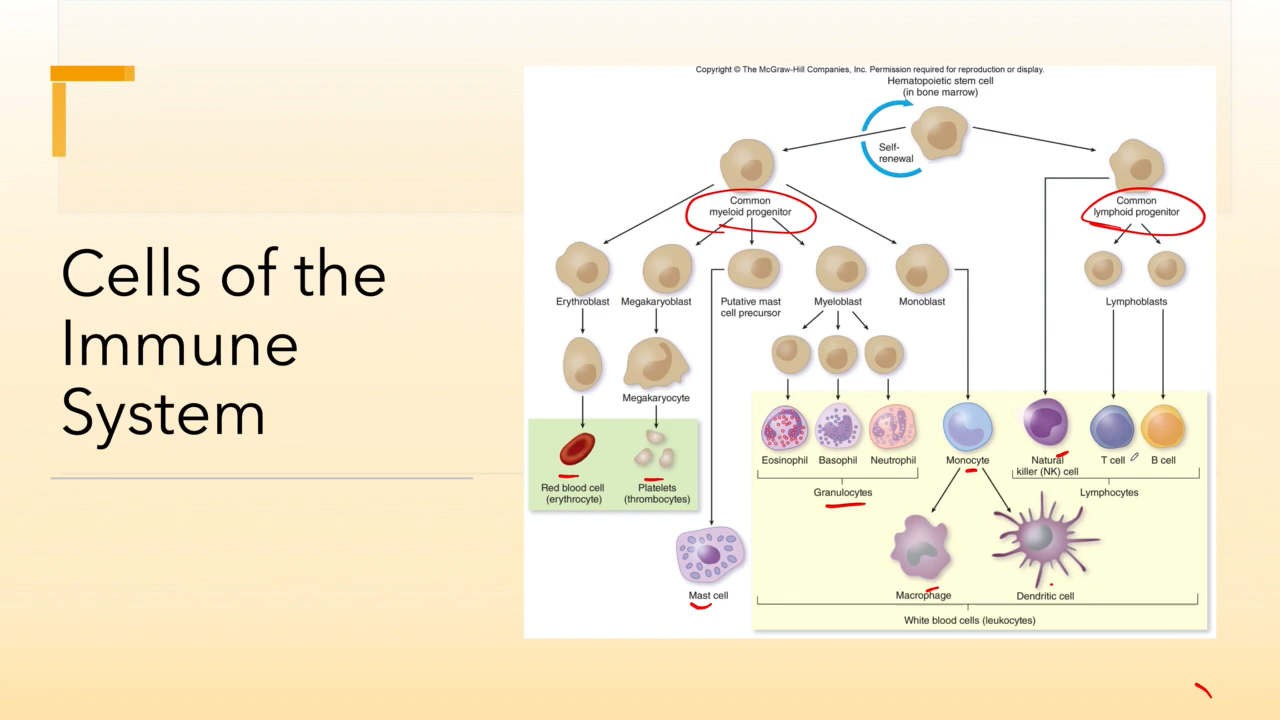 Cells of the
Immune
System
Copyright © The McGraw-Hill Companies, Inc. Permission required for reproduction or display.
Hematopoietic stem cell
(in bone marrow)
Self-
renewal
Common
myeloid progenitor
Common
lymphoid progenitor
Erythroblast
Megakaryoblast
Putative mast
cell precursor
Myeloblast
Monoblast
Lymphoblasts
Megakaryocyte
Eosinophil
Basophil
Neutrophil
Monocyte
Natural
killer (NK) cell
T cell
B cell
Red blood cell
(erythrocyte)
Platelets
(thrombocytes)
Granulocytes
Lymphocytes
Mast cell
Macrophage
Dendritic cell
White blood cells (leukocytes)